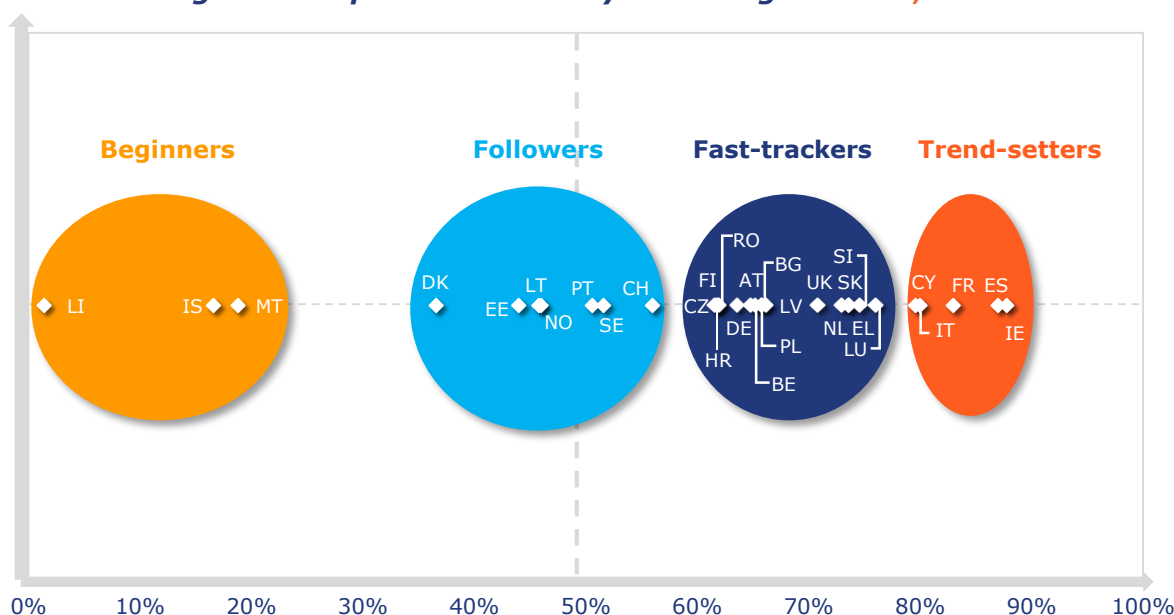 Beginners Followers Fast-trackers Trend-setters
RO
SI BG
DK LT PT CH FI AT UK SK CY FR ES
LI IS MT EE NO SE CZ LV
DE NL EL IT IE
HR PL LU
BE
0% 10% 20% 30% 40% 50% 60% 70% 80% 90% 100%